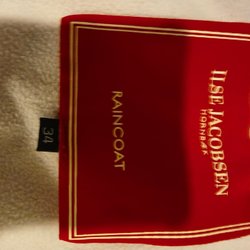 ILSE JACOBSEN
HORNBÆK
RAINCOAT
34